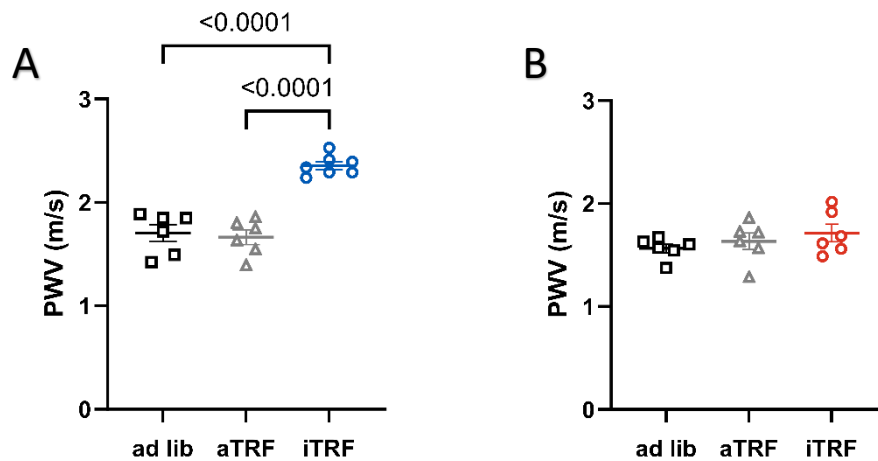 A
<0.0001
<0.0001
PWV (m/s)
3
2
1
0
ad lib aTRF iTRF
B
PWV (m/s)
3
2
1
0
ad lib aTRF iTRF